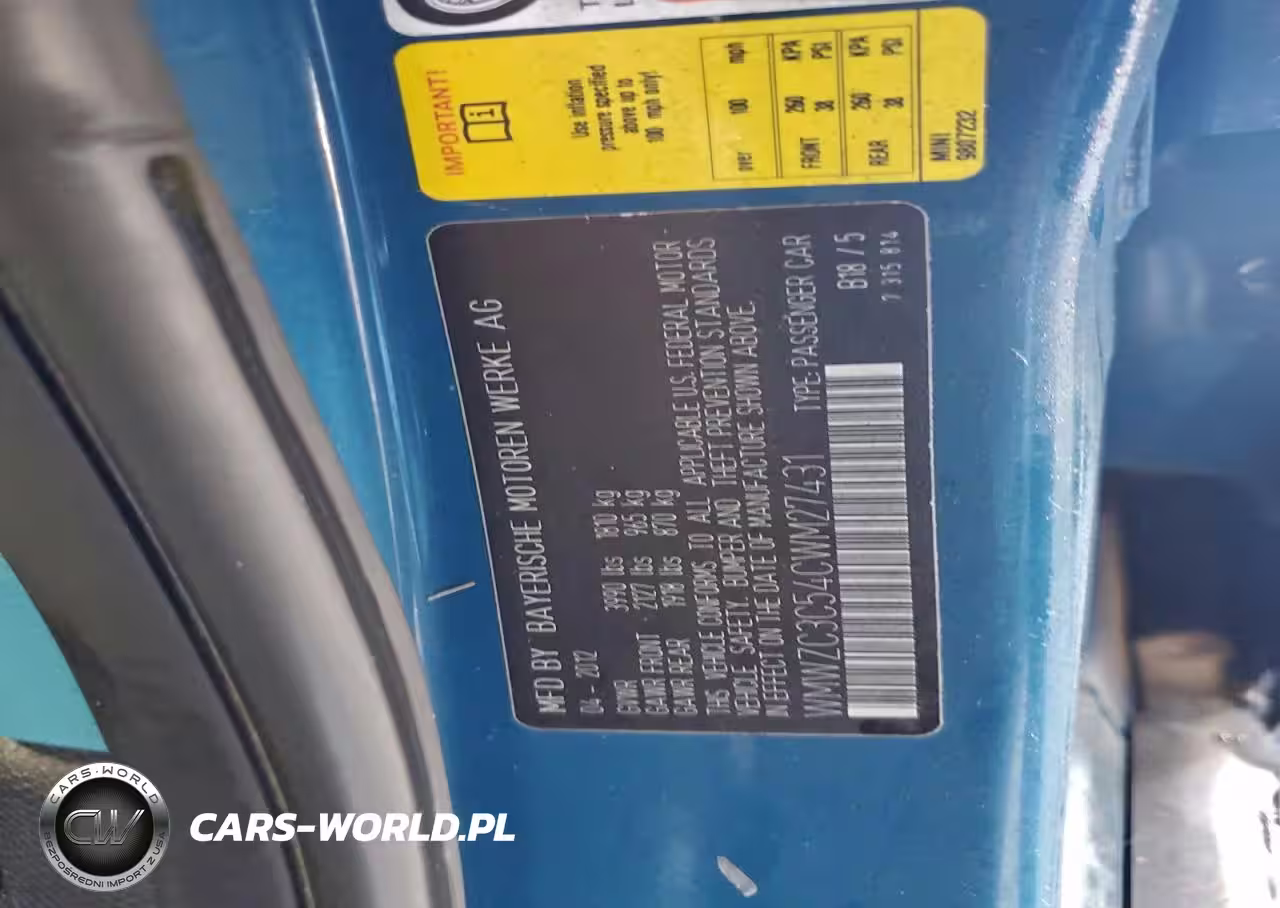 IMPORTANT!
Use inflation
pressure specified
above up to
100 mph only!
over 100 mph
FRONT 260 KPA
38 PSI
REAR 260 KPA
38 PSI
MINI
9807232
MFD BY BAYERISCHE MOTOREN WERKE AG
04 - 2012
GVWR 3990 lbs 1810 kg
GAWR FRONT 2127 lbs 965 kg
GAWR REAR 1918 lbs 870 kg
THIS VEHICLE CONFORMS TO ALL APPLICABLE U.S. FEDERAL MOTOR
VEHICLE SAFETY, BUMPER AND THEFT PREVENTION STANDARDS
IN EFFECT ON THE DATE OF MANUFACTURE SHOWN ABOVE.
WMWZC3C54CWM27431 TYPE: PASSENGER CAR
B18 / 5
7 315 814
CARS-WORLD
CW
BEZPOŚREDNI IMPORT Z USA
CARS-WORLD.PL